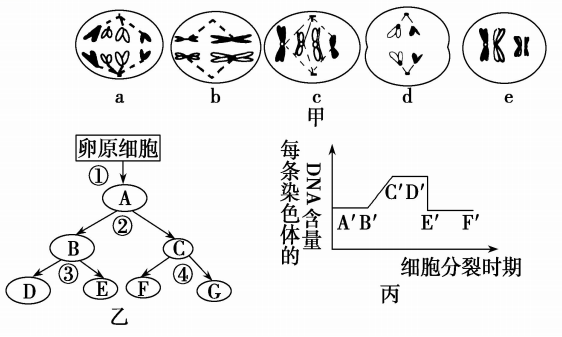 a b c d e
甲
卵原细胞
①
A
②
B C
③ ④
D E F G
乙
每条染色体的
DNA含量
C′D′
A′B′ E′ F′
细胞分裂时期
丙